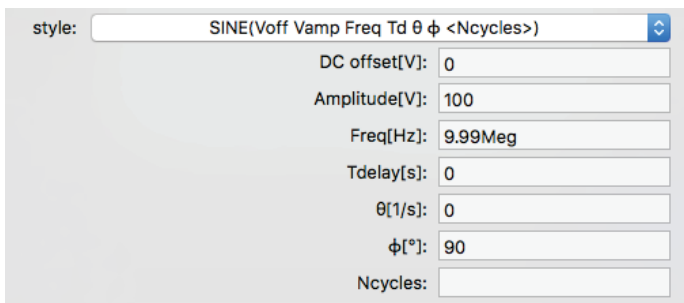 style: SINE(Voff Vamp Freq Td θ ϕ <Ncycles>)
DC offset[V]: 0
Amplitude[V]: 100
Freq[Hz]: 9.99Meg
Tdelay[s]: 0
θ[1/s]: 0
ϕ[°]: 90
Ncycles: